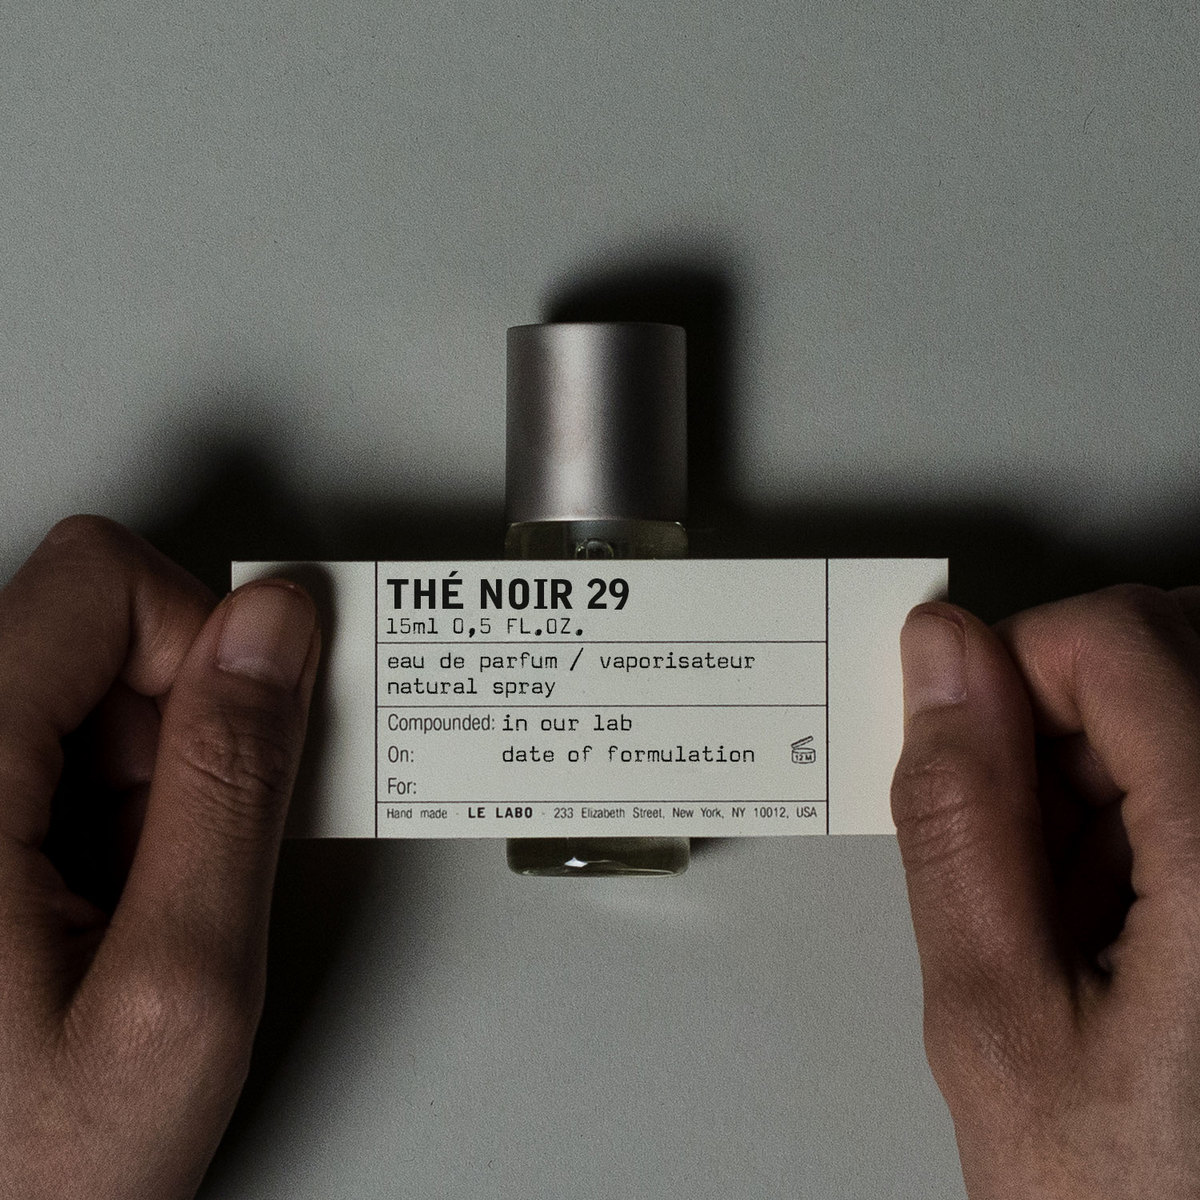 THÉ NOIR 29
15ml 0,5 FL.OZ.
eau de parfum / vaporisateur
natural spray
Compounded: in our lab
On: date of formulation
12 M
For:
Hand made - LE LABO - 233 Elizabeth Street, New York, NY 10012, USA